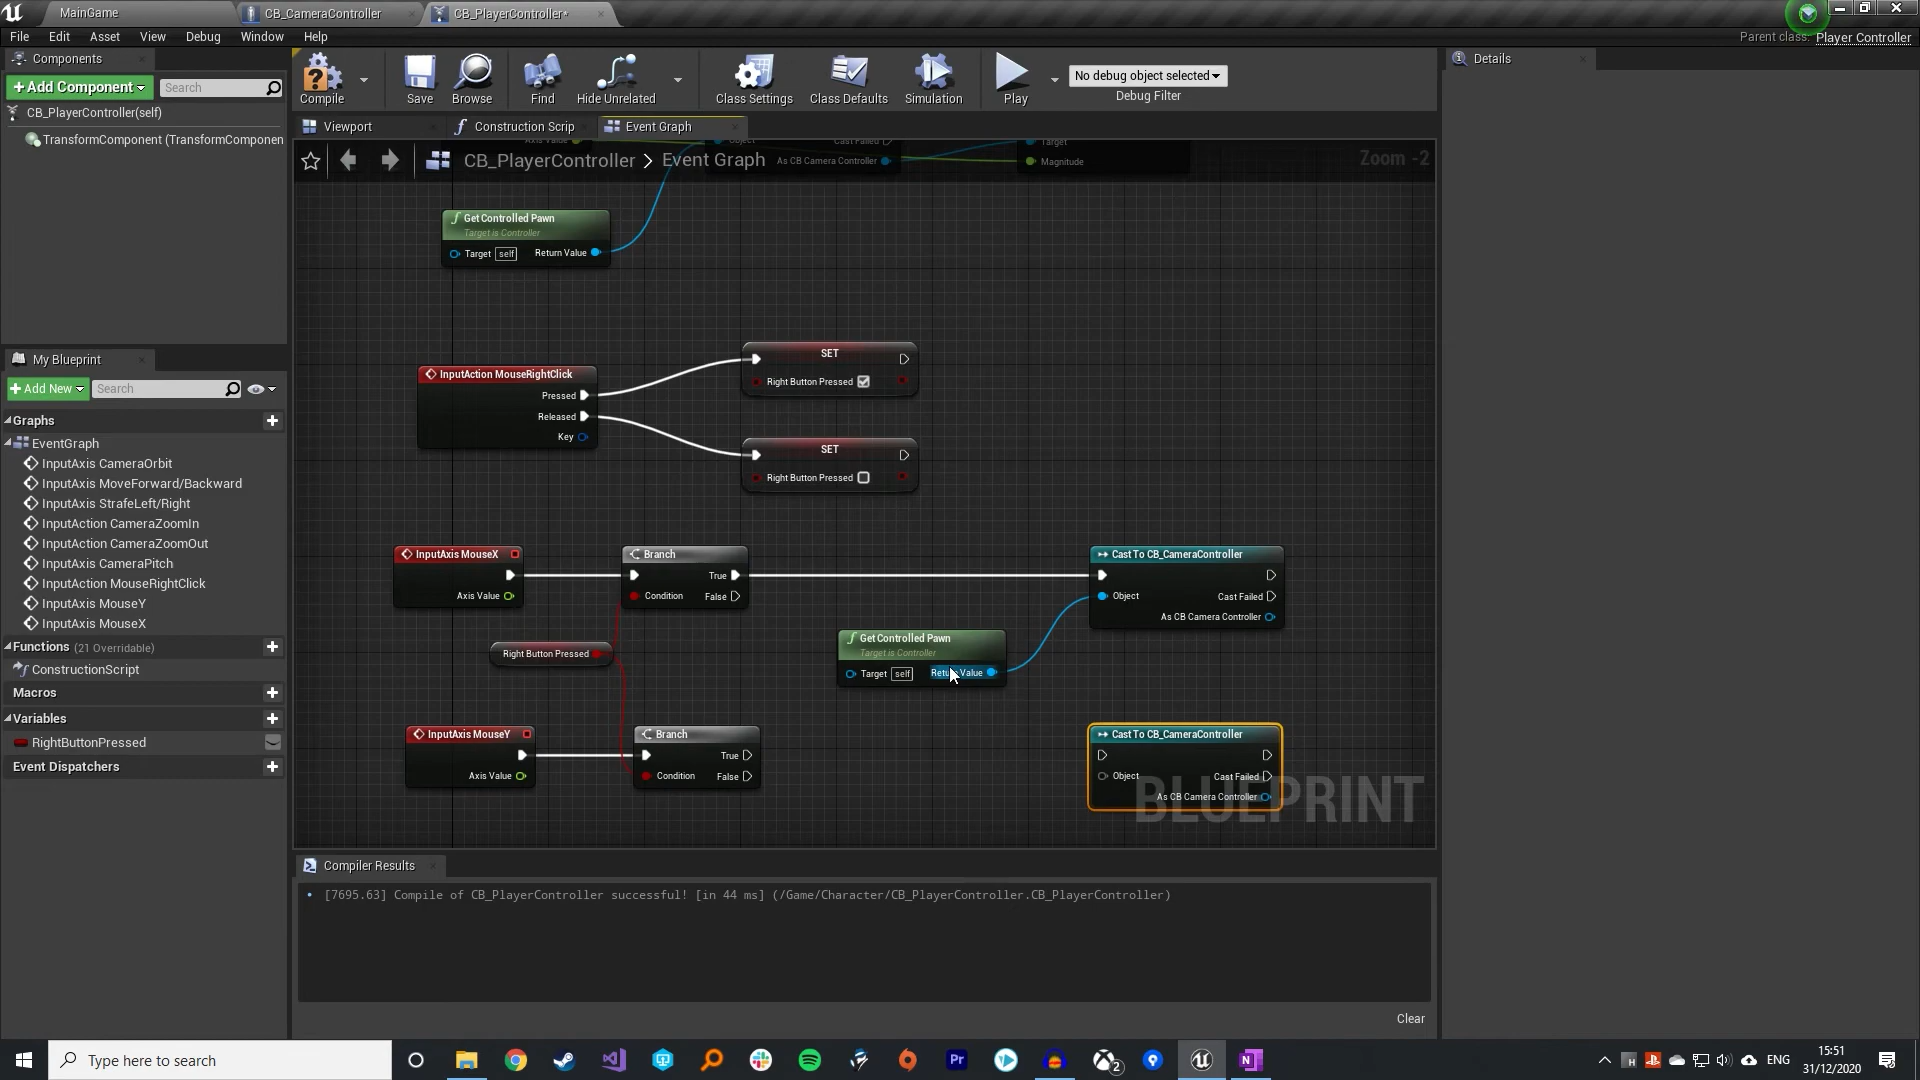 MainGame
CB_CameraController
CB_PlayerController*
File Edit Asset View Debug Window Help
Parent class: Player Controller
Components
+Add Component
Search
CB_PlayerController(self)
TransformComponent (TransformComponen
Compile
Save
Browse
Find
Hide Unrelated
Class Settings
Class Defaults
Simulation
Play
No debug object selected
Debug Filter
Details
Viewport
Construction Scrip
Event Graph
CB_PlayerController > Event Graph
Zoom -2
As CB Camera Controller
Target
Magnitude
Get Controlled Pawn
Target is Controller
Target self Return Value
InputAction MouseRightClick
Pressed
Released
Key
SET
Right Button Pressed
SET
Right Button Pressed
InputAxis MouseX
Axis Value
Branch
True
Condition False
Cast To CB_CameraController
Object Cast Failed
As CB Camera Controller
Right Button Pressed
Get Controlled Pawn
Target is Controller
Target self Return Value
InputAxis MouseY
Axis Value
Branch
True
Condition False
Cast To CB_CameraController
Object Cast Failed
As CB Camera Controller
BLUEPRINT
My Blueprint
+Add New
Search
Graphs
EventGraph
InputAxis CameraOrbit
InputAxis MoveForward/Backward
InputAxis StrafeLeft/Right
InputAction CameraZoomIn
InputAction CameraZoomOut
InputAxis CameraPitch
InputAction MouseRightClick
InputAxis MouseY
InputAxis MouseX
Functions (21 Overridable)
ConstructionScript
Macros
Variables
RightButtonPressed
Event Dispatchers
Compiler Results
[7695.63] Compile of CB_PlayerController successful! [in 44 ms] (/Game/Character/CB_PlayerController.CB_PlayerController)
Clear
Type here to search
Pr
2
N
ENG
15:51
31/12/2020